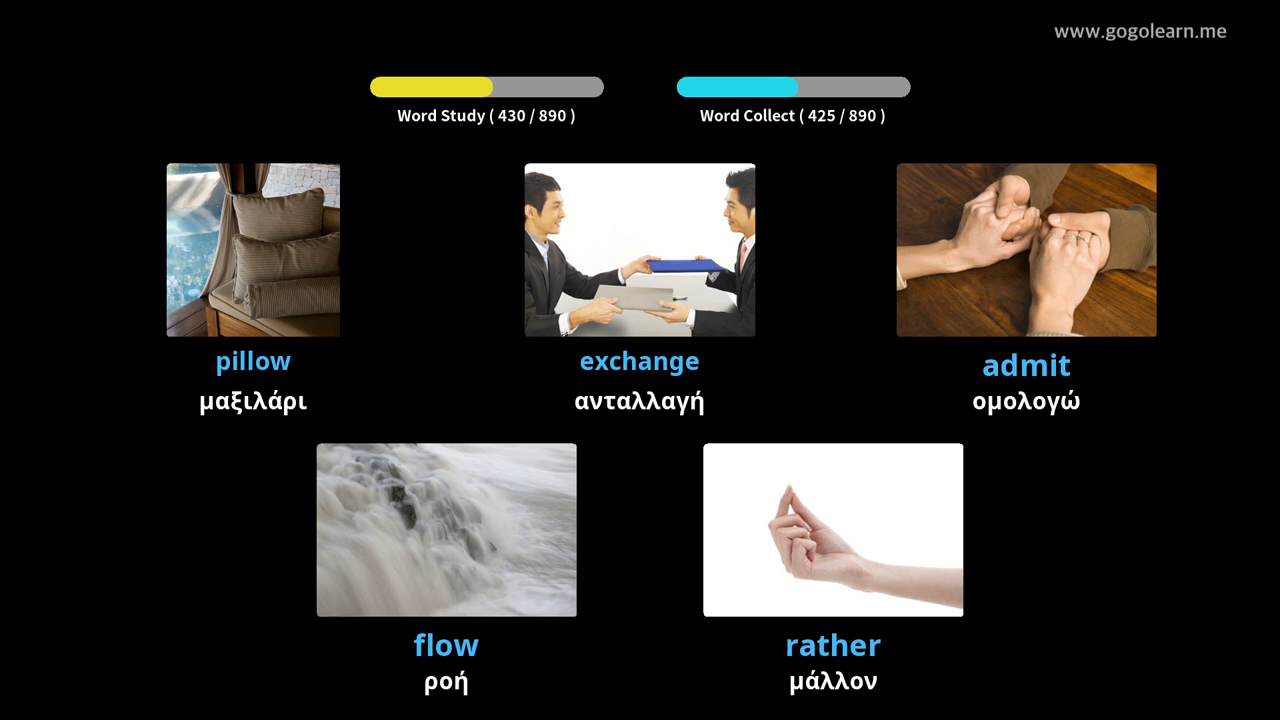 www.gogolearn.me
Word Study ( 430 / 890 )
Word Collect ( 425 / 890 )
pillow
μαξιλάρι
exchange
ανταλλαγή
admit
ομολογώ
flow
ροή
rather
μάλλον